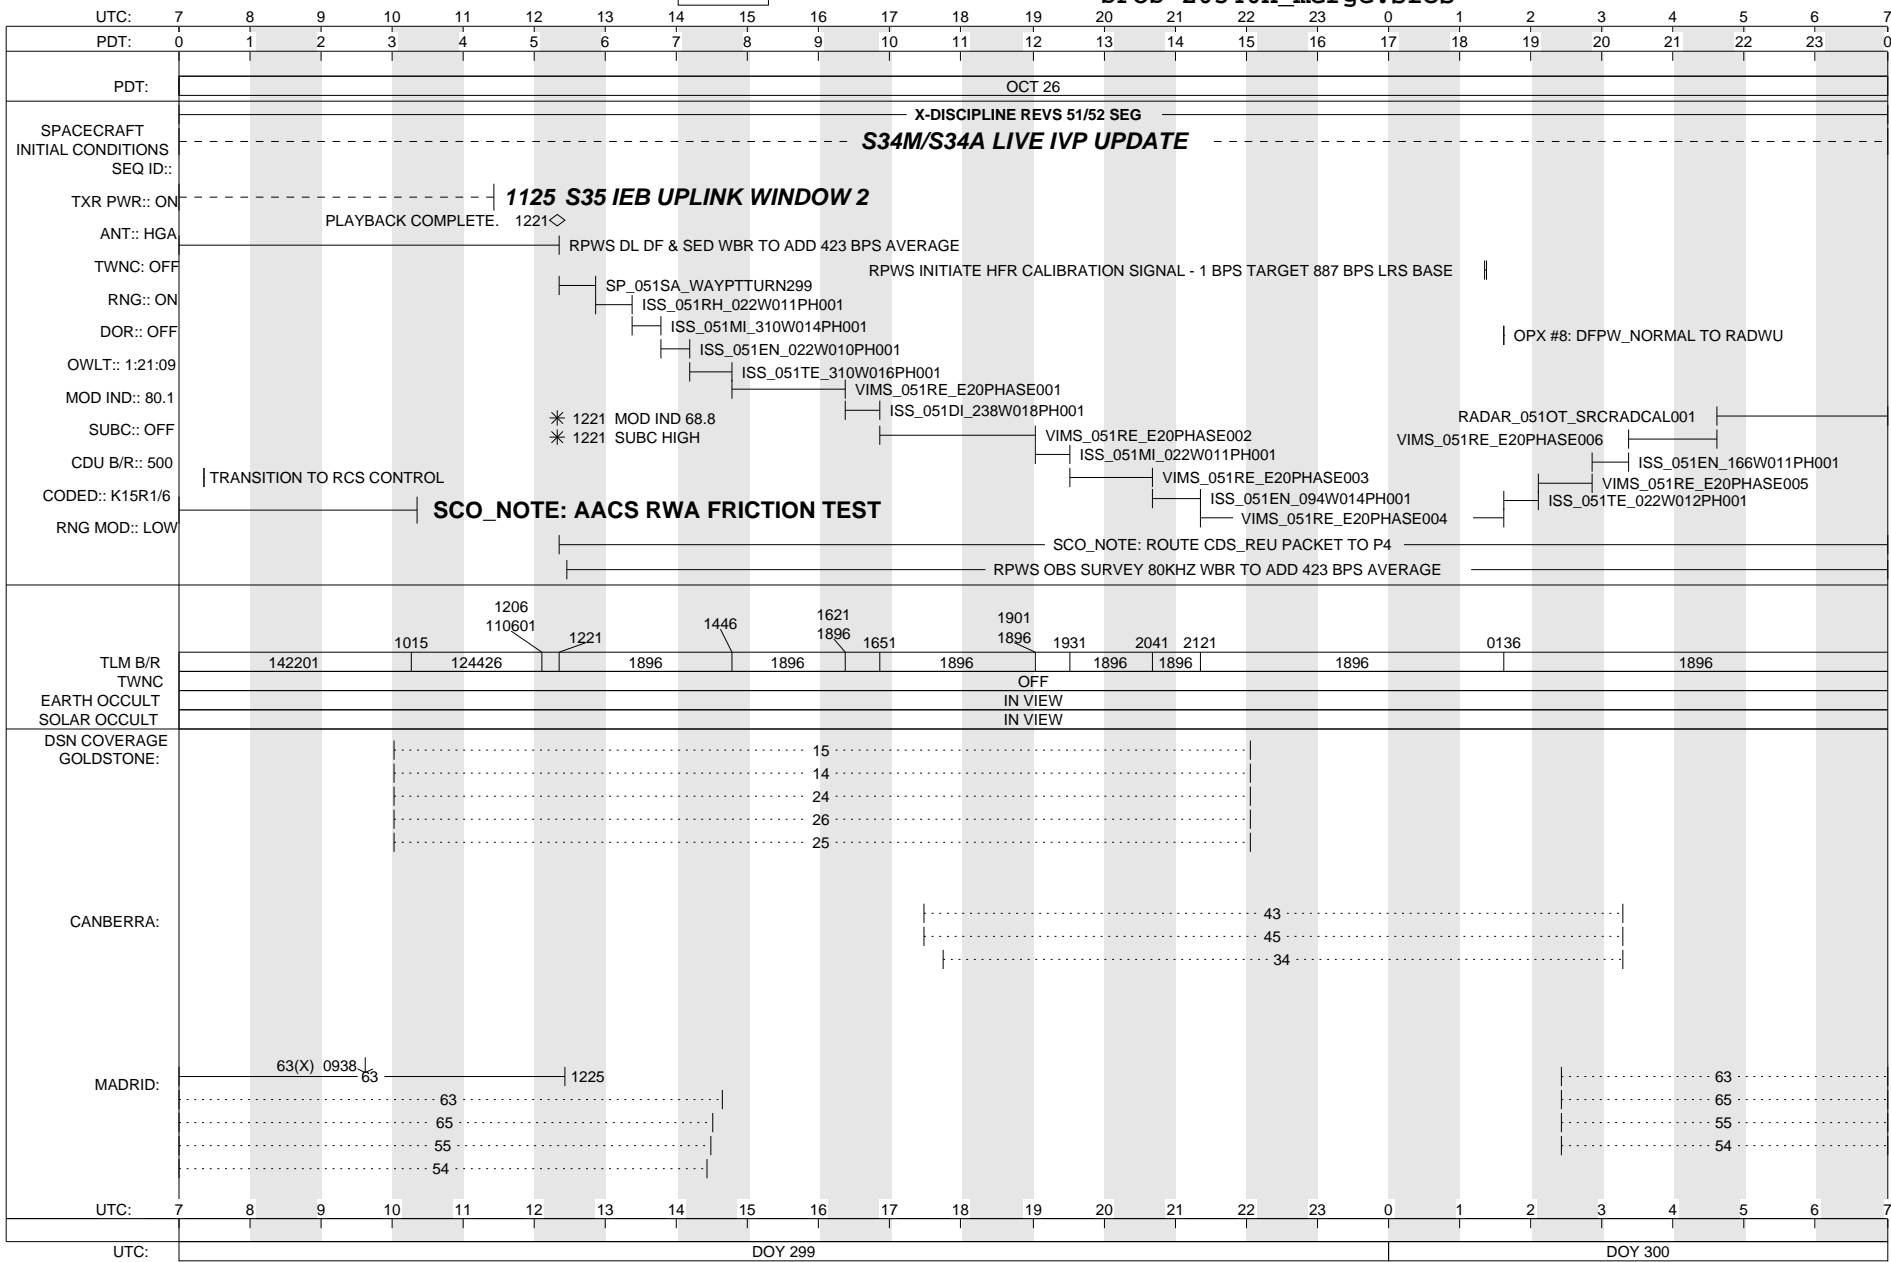 UTC: 7 8 9 10 11 12 13 14 15 16 17 18 19 20 21 22 23 0 1 2 3 4 5 6 7
PDT: 0 1 2 3 4 5 6 7 8 9 10 11 12 13 14 15 16 17 18 19 20 21 22 23 0
PDT: OCT 26
X-DISCIPLINE REVS 51/52 SEG
SPACECRAFT
INITIAL CONDITIONS
SEQ ID::
S34M/S34A LIVE IVP UPDATE
TXR PWR:: ON
1125 S35 IEB UPLINK WINDOW 2
PLAYBACK COMPLETE. 1221
ANT:: HGA
RPWS DL DF & SED WBR TO ADD 423 BPS AVERAGE
TWNC: OFF
RPWS INITIATE HFR CALIBRATION SIGNAL - 1 BPS TARGET 887 BPS LRS BASE
SP_051SA_WAYPTTURN299
RNG:: ON
ISS_051RH_022W011PH001
ISS_051MI_310W014PH001
DOR:: OFF
OPX #8: DFPW_NORMAL TO RADWU
ISS_051EN_022W010PH001
OWLT:: 1:21:09
ISS_051TE_310W016PH001
VIMS_051RE_E20PHASE001
MOD IND:: 80.1
ISS_051DI_238W018PH001
1221 MOD IND 68.8
RADAR_051OT_SRCRADCAL001
SUBC:: OFF
1221 SUBC HIGH
VIMS_051RE_E20PHASE002
VIMS_051RE_E20PHASE006
ISS_051MI_022W011PH001
CDU B/R:: 500
ISS_051EN_166W011PH001
TRANSITION TO RCS CONTROL
VIMS_051RE_E20PHASE003
VIMS_051RE_E20PHASE005
CODED:: K15R1/6
ISS_051EN_094W014PH001
ISS_051TE_022W012PH001
SCO_NOTE: AACS RWA FRICTION TEST
VIMS_051RE_E20PHASE004
RNG MOD:: LOW
SCO_NOTE: ROUTE CDS_REU PACKET TO P4
RPWS OBS SURVEY 80KHZ WBR TO ADD 423 BPS AVERAGE
1206 1621 1901
110601 1221 1446 1896 1896
1015 1651 1931 2041 2121 0136
TLM B/R 142201 124426 1896 1896 1896 1896 1896 1896 1896
TWNC OFF
EARTH OCCULT IN VIEW
SOLAR OCCULT IN VIEW
DSN COVERAGE
GOLDSTONE:
15
14
24
26
25
CANBERRA:
43
45
34
MADRID:
63(X) 0938
63 1225 63
63 65
65 55
55 54
54
UTC: 7 8 9 10 11 12 13 14 15 16 17 18 19 20 21 22 23 0 1 2 3 4 5 6 7
UTC: DOY 299 DOY 300